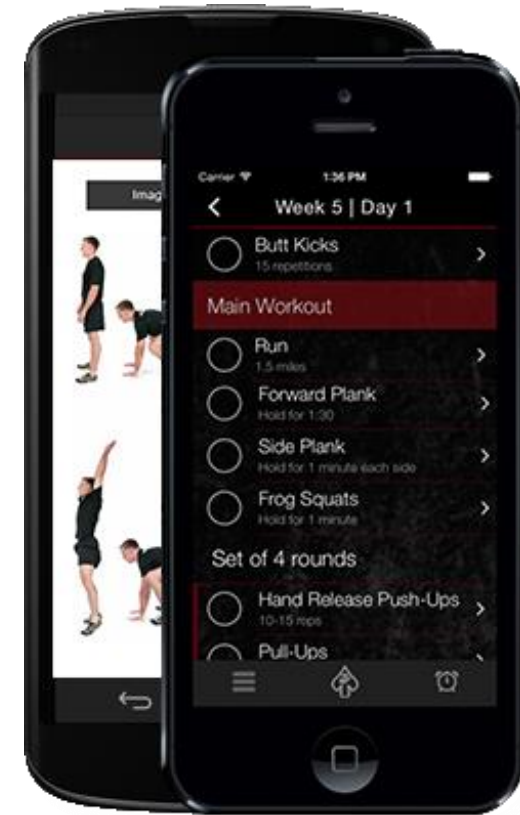 Imag
Carrier
1:36 PM
Week 5 | Day 1
Butt Kicks
15 repetitions
Main Workout
Run
1.5 miles
Forward Plank
Hold for 1:30
Side Plank
Hold for 1 minute each side
Frog Squats
Hold for 1 minute
Set of 4 rounds
Hand Release Push-Ups
10-15 reps
Pull-Ups